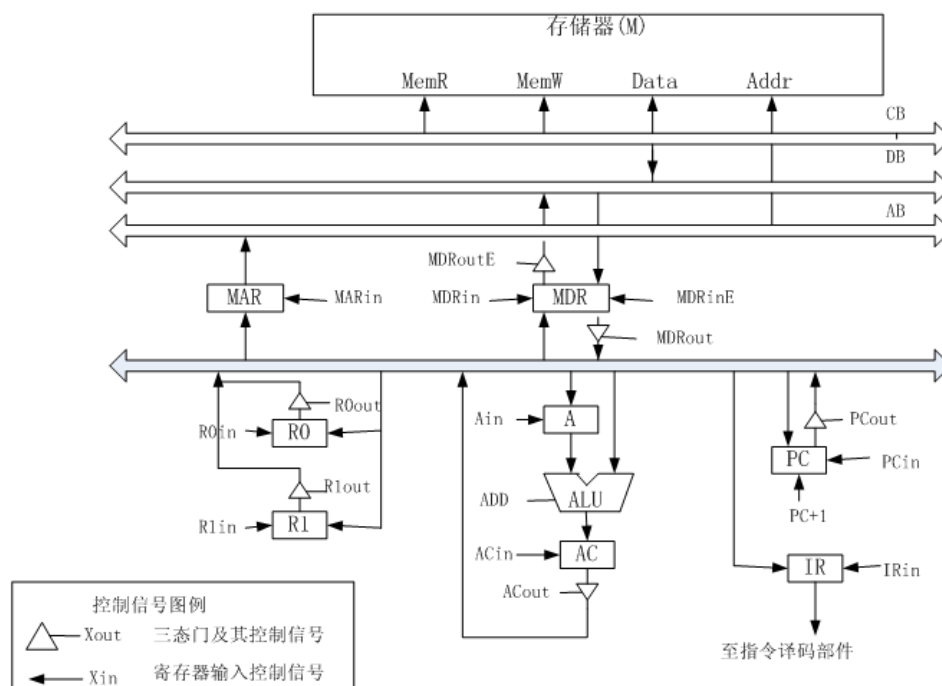 存储器(M)
MemR MemW Data Addr
CB
DB
AB
MDRoutE
MAR MARin MDRin MDR MDRinE
MDRout
R0out
R0in R0
Ain A
PCout
PC
PCin
R1out
ADD ALU
PC+1
R1in R1
ACin AC
IR
ACout
IRin
控制信号图例
Xout 三态门及其控制信号
Xin 寄存器输入控制信号
至指令译码部件